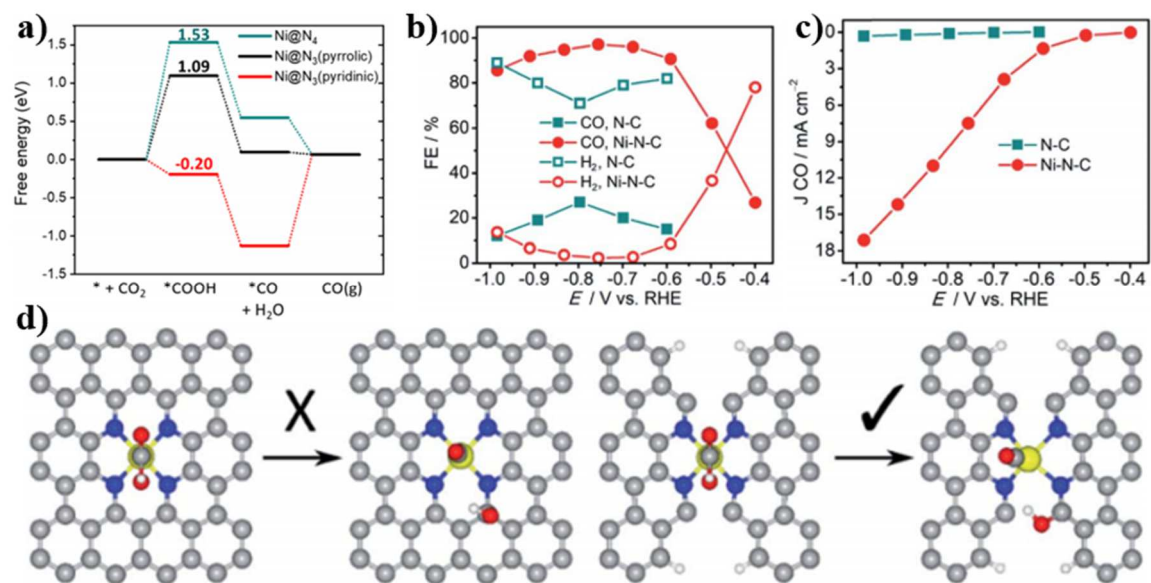 a)
1.53
1.09
-0.20
Ni@N4
Ni@N3(pyrrolic)
Ni@N3(pyridinic)
Free energy (eV)
1.5
1.0
0.5
0.0
-0.5
-1.0
-1.5
* + CO2
*COOH
*CO
+ H2O
CO(g)
b)
FE / %
100
80
60
40
20
0
CO, N-C
CO, Ni-N-C
H2, N-C
H2, Ni-N-C
-1.0 -0.9 -0.8 -0.7 -0.6 -0.5 -0.4
E / V vs. RHE
c)
J CO / mA cm−2
0
3
6
9
12
15
18
N-C
Ni-N-C
-1.0 -0.9 -0.8 -0.7 -0.6 -0.5 -0.4
E / V vs. RHE
d)
X
✓